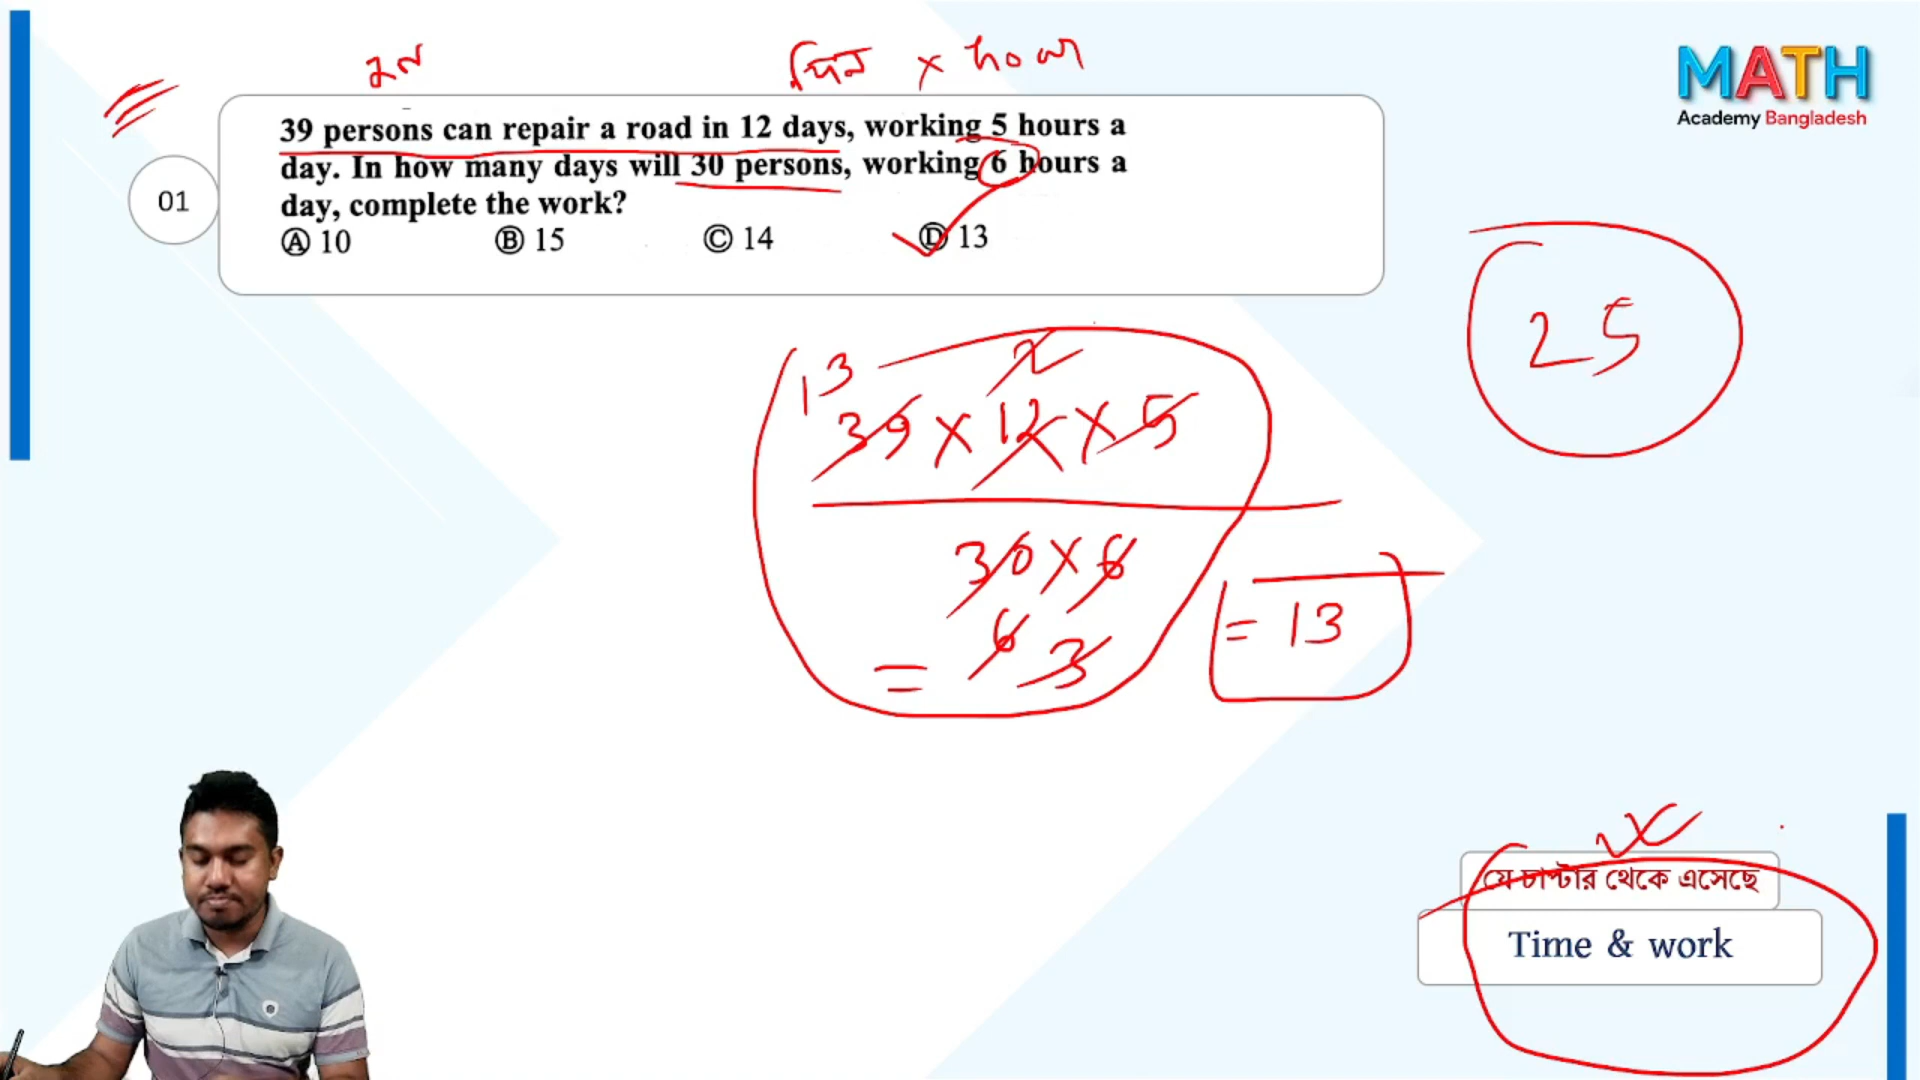 জন
দিন × hour
MATH
Academy Bangladesh
01
39 persons can repair a road in 12 days, working 5 hours a
day. In how many days will 30 persons, working 6 hours a
day, complete the work?
Ⓐ 10 Ⓑ 15 Ⓒ 14 Ⓓ 13
25
13 2
39 × 12 × 5
30 × 6
6 3
=
= 13
যে চাপ্টার থেকে এসেছে
Time & work